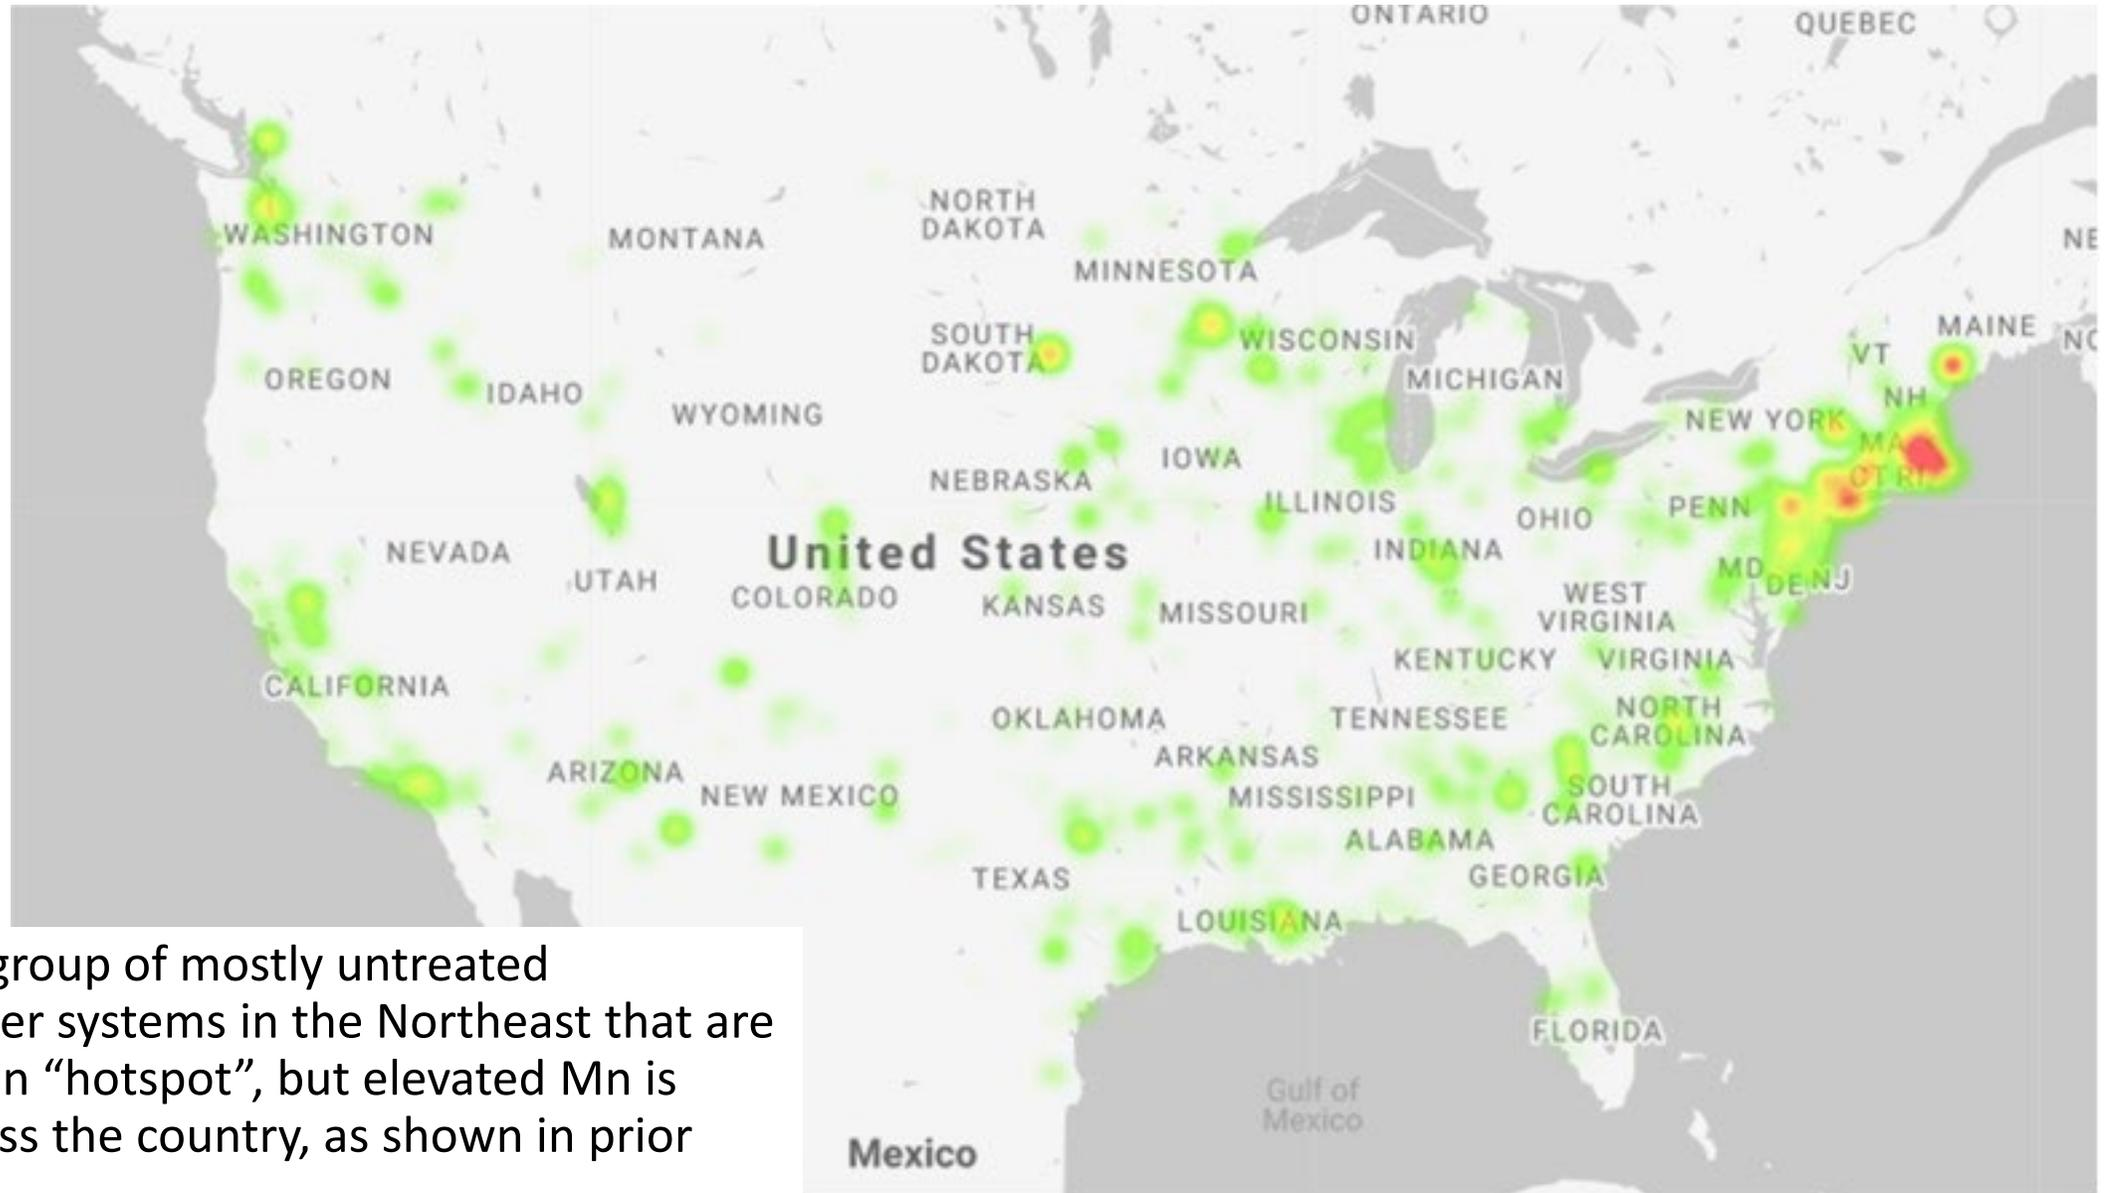 ONTARIO
QUEBEC
WASHINGTON
MONTANA
NORTH
DAKOTA
MINNESOTA
SOUTH
DAKOTA
WISCONSIN
MICHIGAN
VT
MAINE
NH
NEW YORK
MA
CT RI
OREGON
IDAHO
WYOMING
NEBRASKA
IOWA
ILLINOIS
INDIANA
OHIO
PENN
MD
DE
NJ
NEVADA
UTAH
United States
COLORADO
KANSAS
MISSOURI
WEST
VIRGINIA
KENTUCKY
VIRGINIA
CALIFORNIA
OKLAHOMA
TENNESSEE
NORTH
CAROLINA
ARIZONA
NEW MEXICO
ARKANSAS
MISSISSIPPI
SOUTH
CAROLINA
ALABAMA
GEORGIA
TEXAS
LOUISIANA
FLORIDA
Gulf of
Mexico
Mexico
NE
NO
group of mostly untreated
er systems in the Northeast that are
n “hotspot”, but elevated Mn is
ss the country, as shown in prior